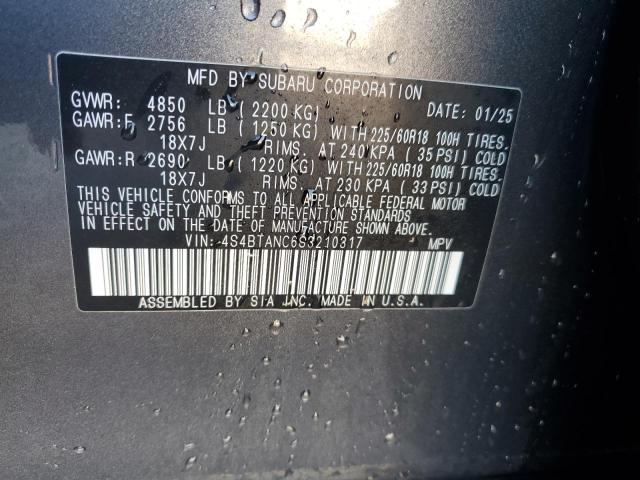 MFD BY SUBARU CORPORATION
GVWR: 4850 LB ( 2200 KG) DATE: 01/25
GAWR:F 2756 LB ( 1250 KG) WITH 225/60R18 100H TIRES.
18X7J RIMS. AT 240 KPA ( 35 PSI) COLD
GAWR:R 2690 LB ( 1220 KG) WITH 225/60R18 100H TIRES.
18X7J RIMS. AT 230 KPA ( 33 PSI) COLD
THIS VEHICLE CONFORMS TO ALL APPLICABLE FEDERAL MOTOR
VEHICLE SAFETY AND THEFT PREVENTION STANDARDS
IN EFFECT ON THE DATE OF MANUFACTURE SHOWN ABOVE.
VIN: 4S4BTANC6S3210317 MPV
ASSEMBLED BY S I A, INC. MADE IN U.S.A.